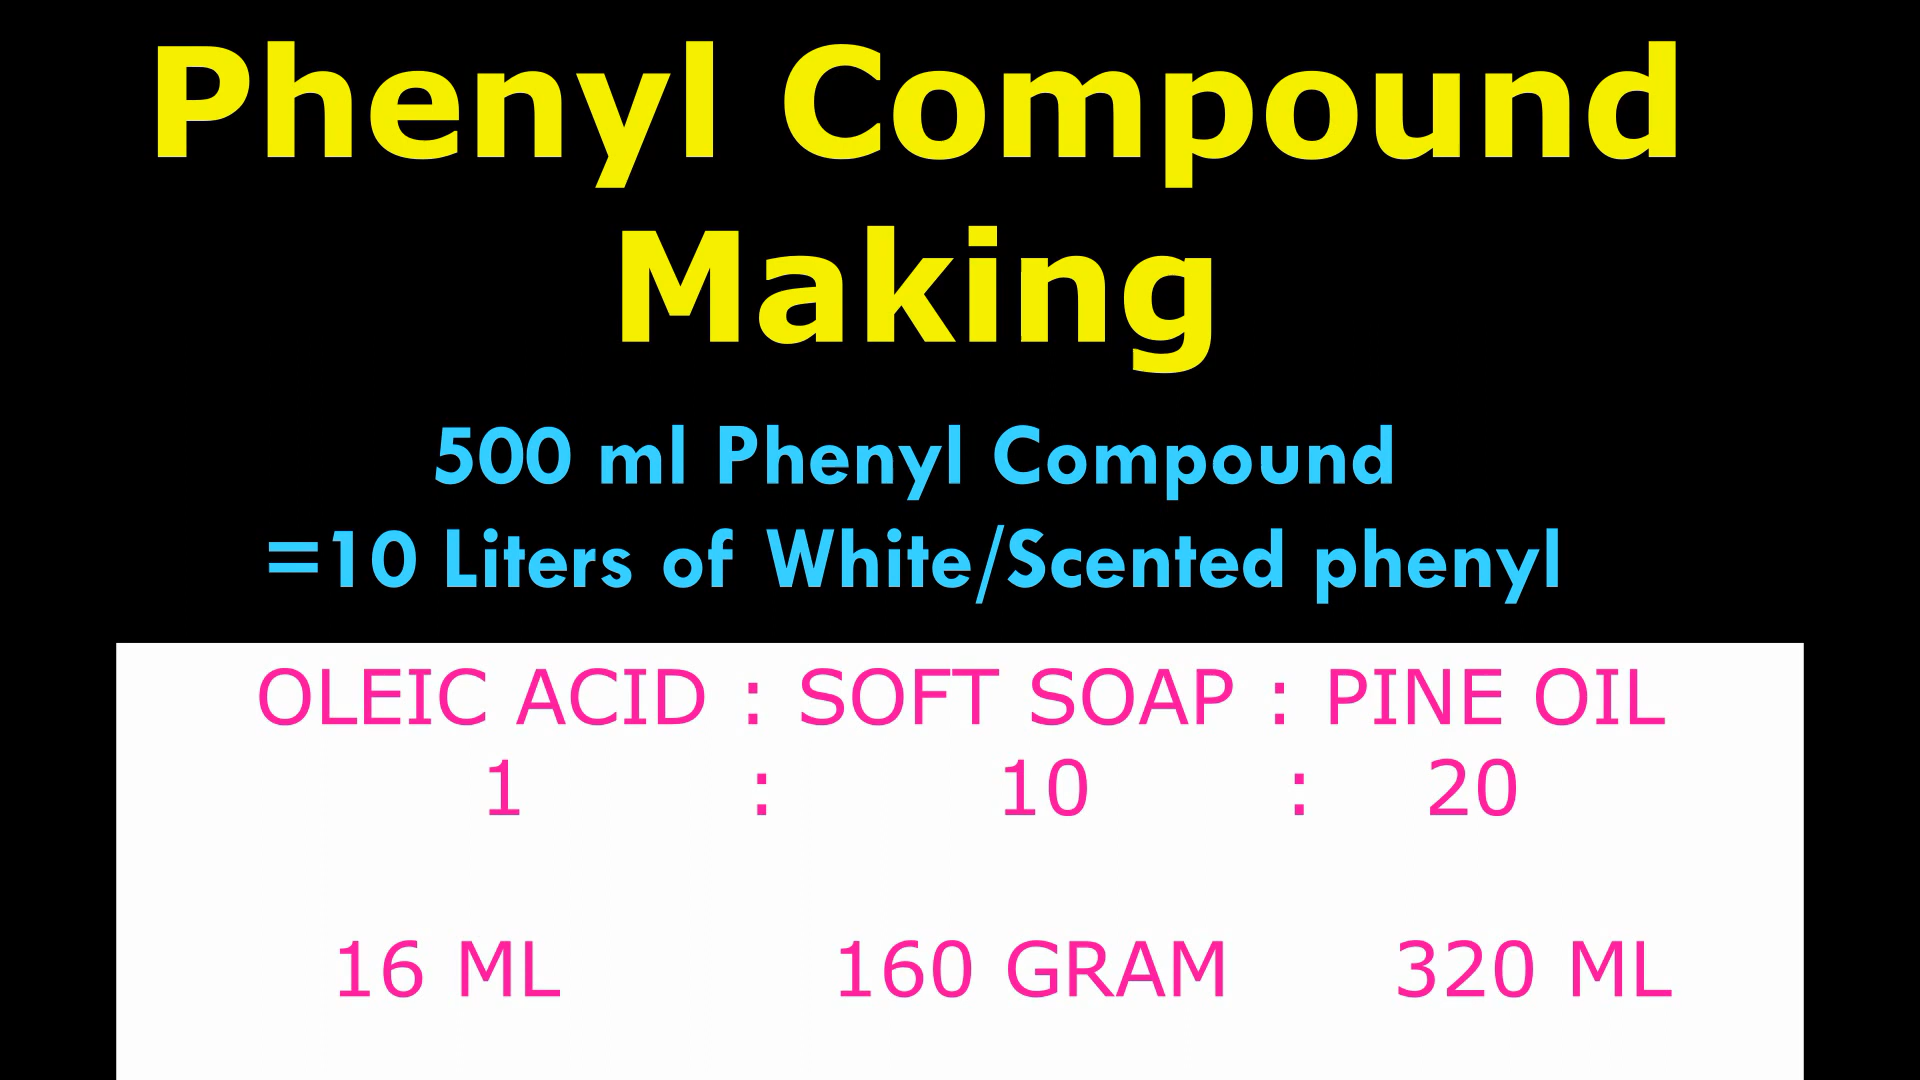 Phenyl Compound
Making
500 ml Phenyl Compound
=10 Liters of White/Scented phenyl
OLEIC ACID : SOFT SOAP : PINE OIL
1 : 10 : 20
16 ML 160 GRAM 320 ML